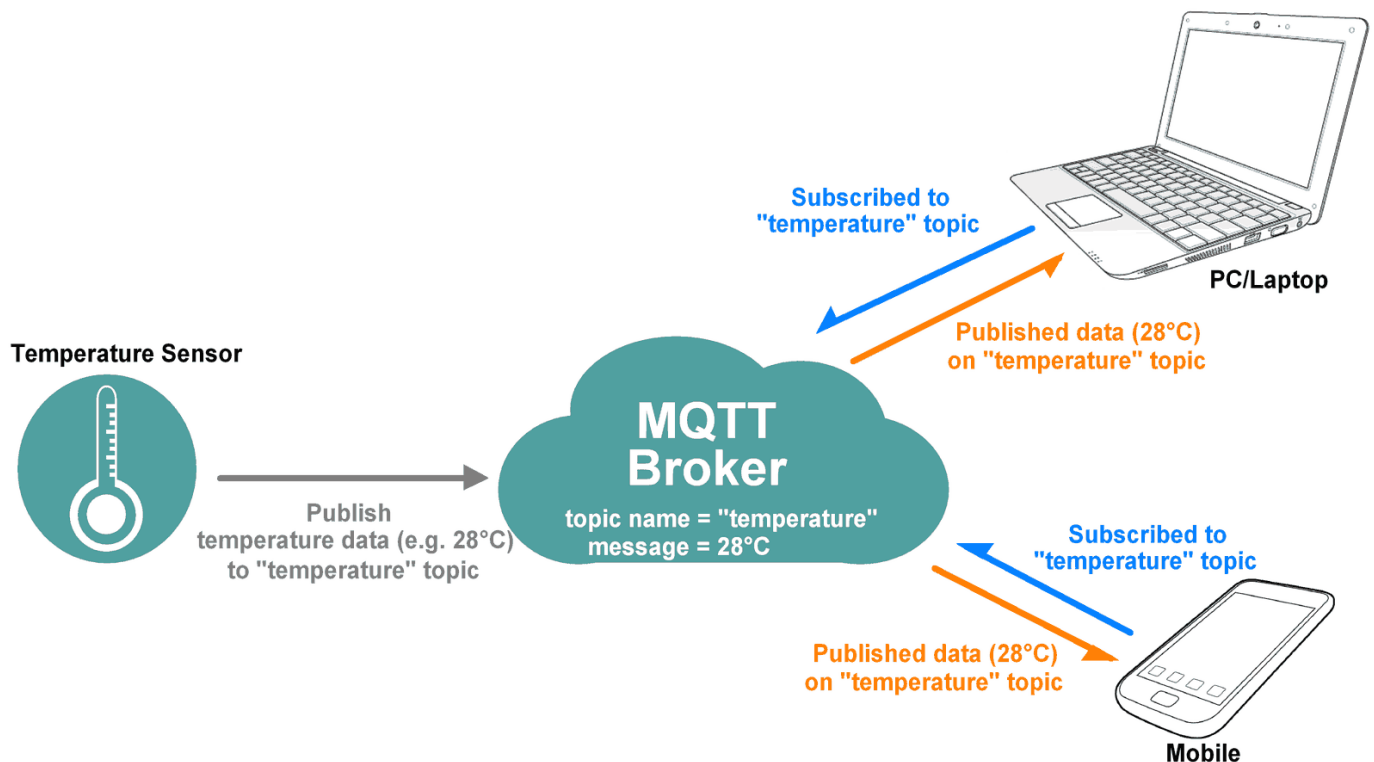 Subscribed to
"temperature" topic
PC/Laptop
Published data (28°C)
on "temperature" topic
Temperature Sensor
MQTT
Broker
topic name = "temperature"
message = 28°C
Publish
temperature data (e.g. 28°C)
to "temperature" topic
Subscribed to
"temperature" topic
Published data (28°C)
on "temperature" topic
Mobile